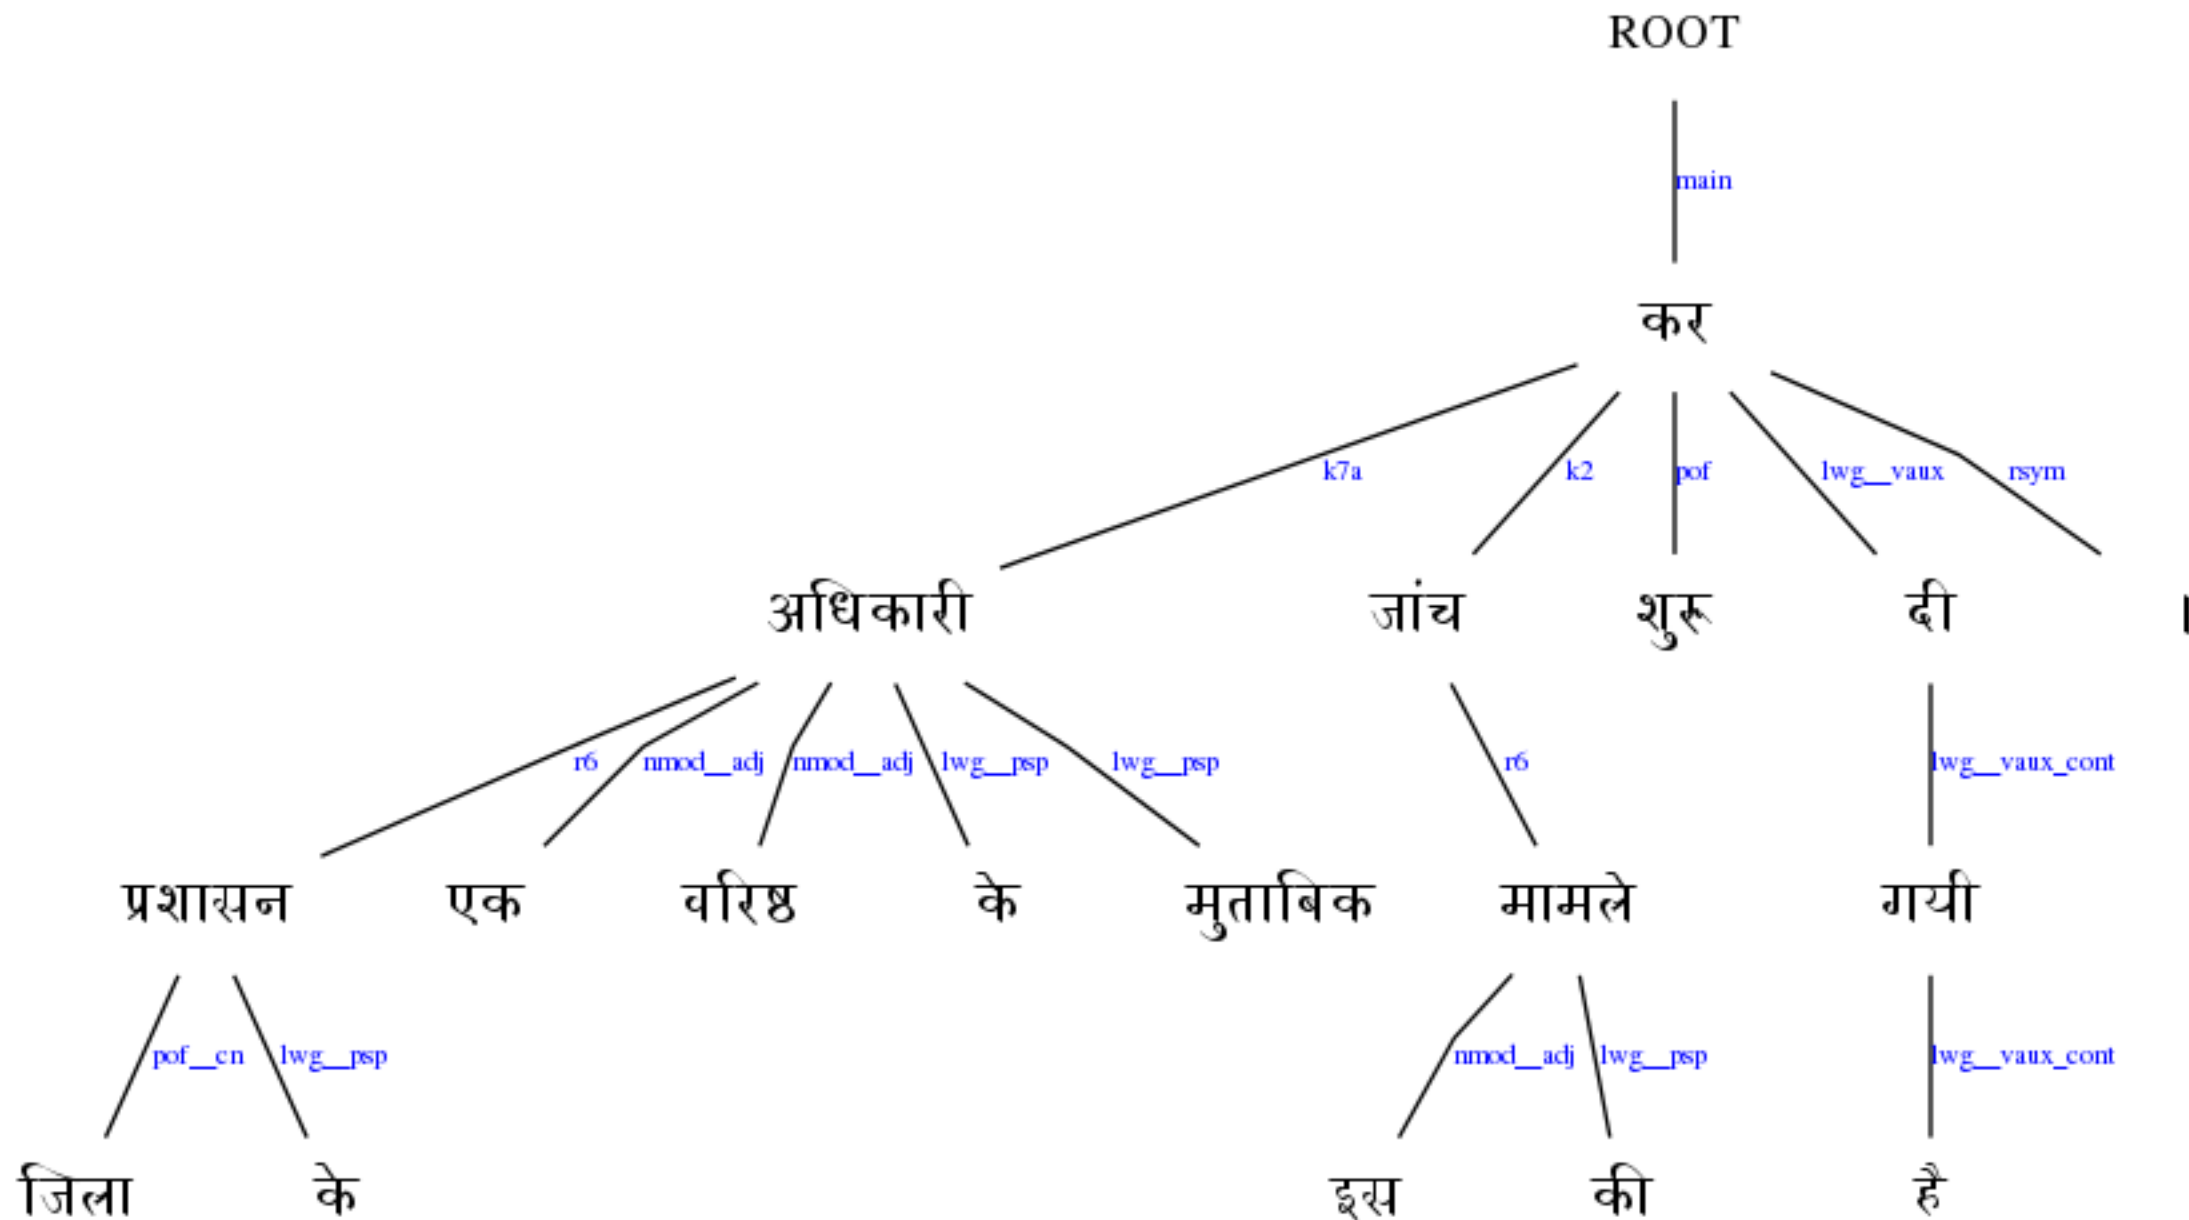 ROOT
main
कर
k7a k2 pof lwg__vaux rsym
अधिकारी जांच शुरू दी ।
r6 nmod__adj nmod__adj lwg__psp lwg__psp r6 lwg__vaux_cont
प्रशासन एक वरिष्ठ के मुताबिक मामले गयी
pof__cn lwg__psp nmod__adj lwg__psp lwg__vaux_cont
जिला के इस की है